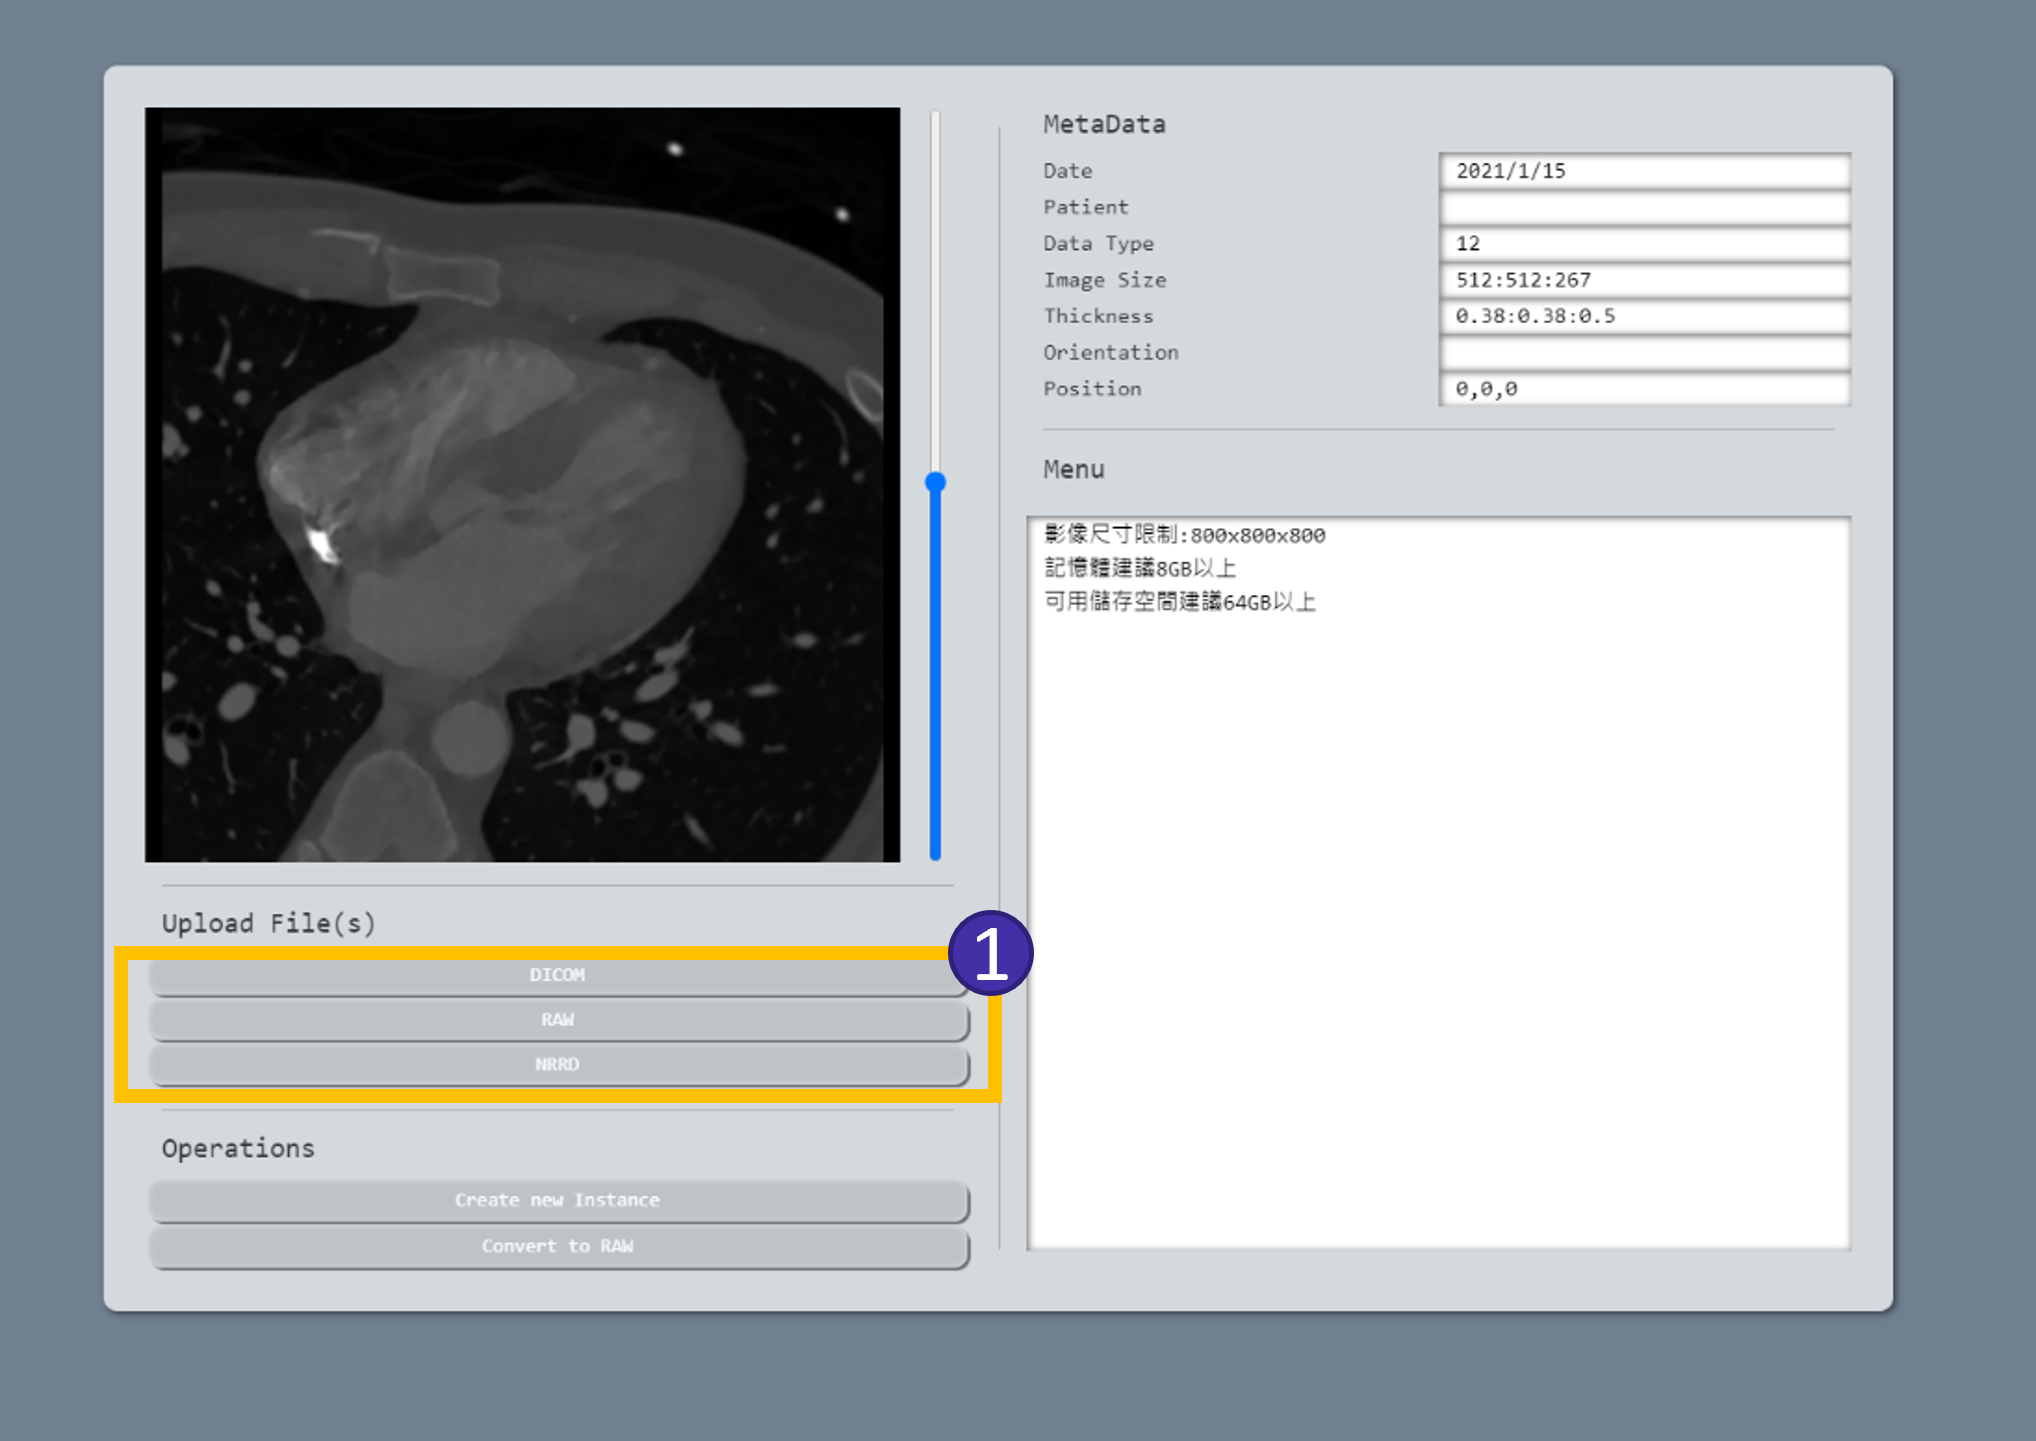 MetaData
Date 2021/1/15
Patient
Data Type 12
Image Size 512:512:267
Thickness 0.38:0.38:0.5
Orientation
Position 0,0,0
Menu
影像尺寸限制:800x800x800
記憶體建議8GB以上
可用儲存空間建議64GB以上
Upload File(s)
1
DICOM
RAW
NRRD
Operations
Create new Instance
Convert to RAW